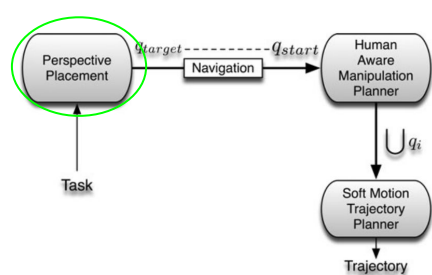 Perspective
Placement
q_target
q_start
Navigation
Human
Aware
Manipulation
Planner
⋃ q_i
Task
Soft Motion
Trajectory
Planner
Trajectory